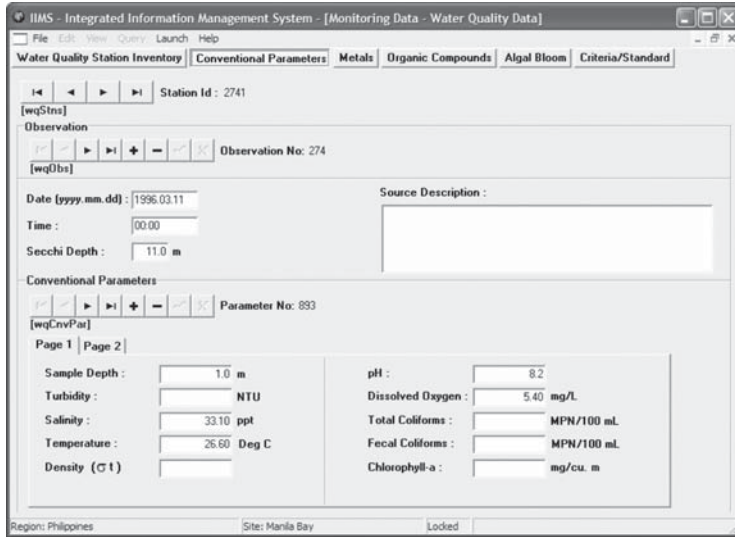 IIMS - Integrated Information Management System - [Monitoring Data - Water Quality Data]
File Edit View Query Launch Help
Water Quality Station Inventory Conventional Parameters Metals Organic Compounds Algal Bloom Criteria/Standard
Station Id : 2741
[wqStns]
Observation
Observation No: 274
[wqObs]
Date (yyyy.mm.dd) : 1996.03.11
Source Description :
Time : 00:00
Secchi Depth : 11.0 m
Conventional Parameters
Parameter No: 893
[wqCnvPar]
Page 1 Page 2
Sample Depth : 1.0 m pH : 8.2
Turbidity : NTU Dissolved Oxygen : 5.40 mg/L
Salinity : 33.10 ppt Total Coliforms : MPN/100 mL
Temperature : 26.60 Deg C Fecal Coliforms : MPN/100 mL
Density (σ t) Chlorophyll-a : mg/cu. m
Region: Philippines Site: Manila Bay Locked